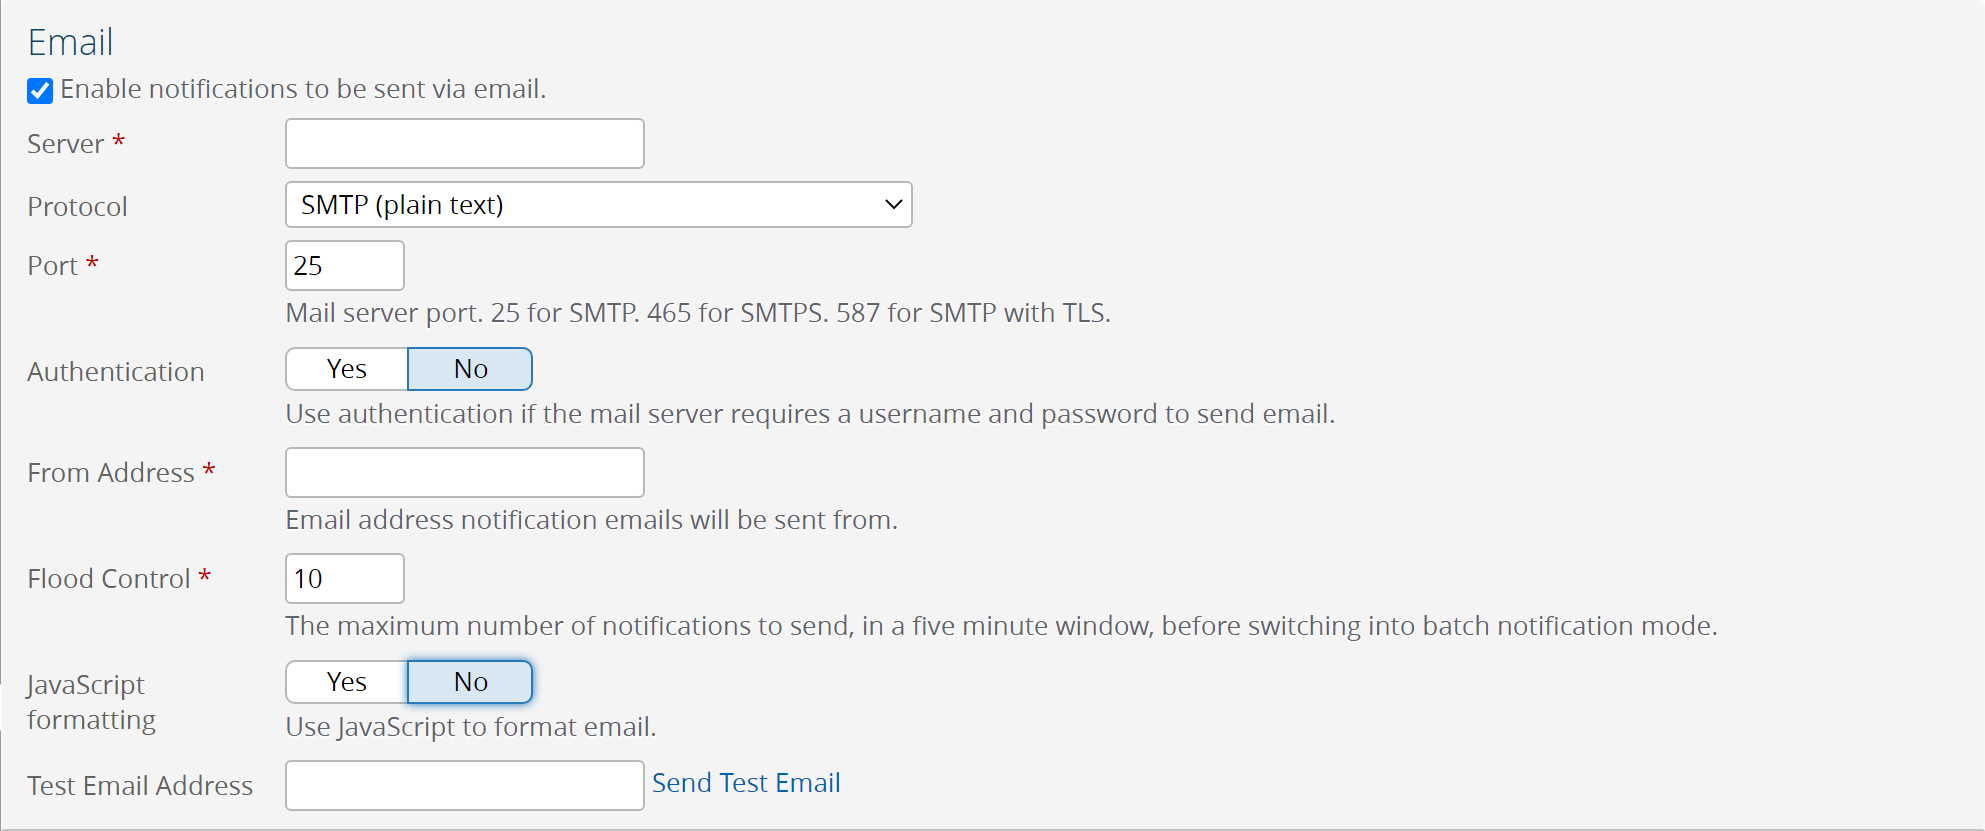 Email
Enable notifications to be sent via email.
Server *
Protocol SMTP (plain text)
Port * 25
Mail server port. 25 for SMTP. 465 for SMTPS. 587 for SMTP with TLS.
Authentication Yes No
Use authentication if the mail server requires a username and password to send email.
From Address *
Email address notification emails will be sent from.
Flood Control * 10
The maximum number of notifications to send, in a five minute window, before switching into batch notification mode.
JavaScript
formatting
Yes No
Use JavaScript to format email.
Test Email Address Send Test Email